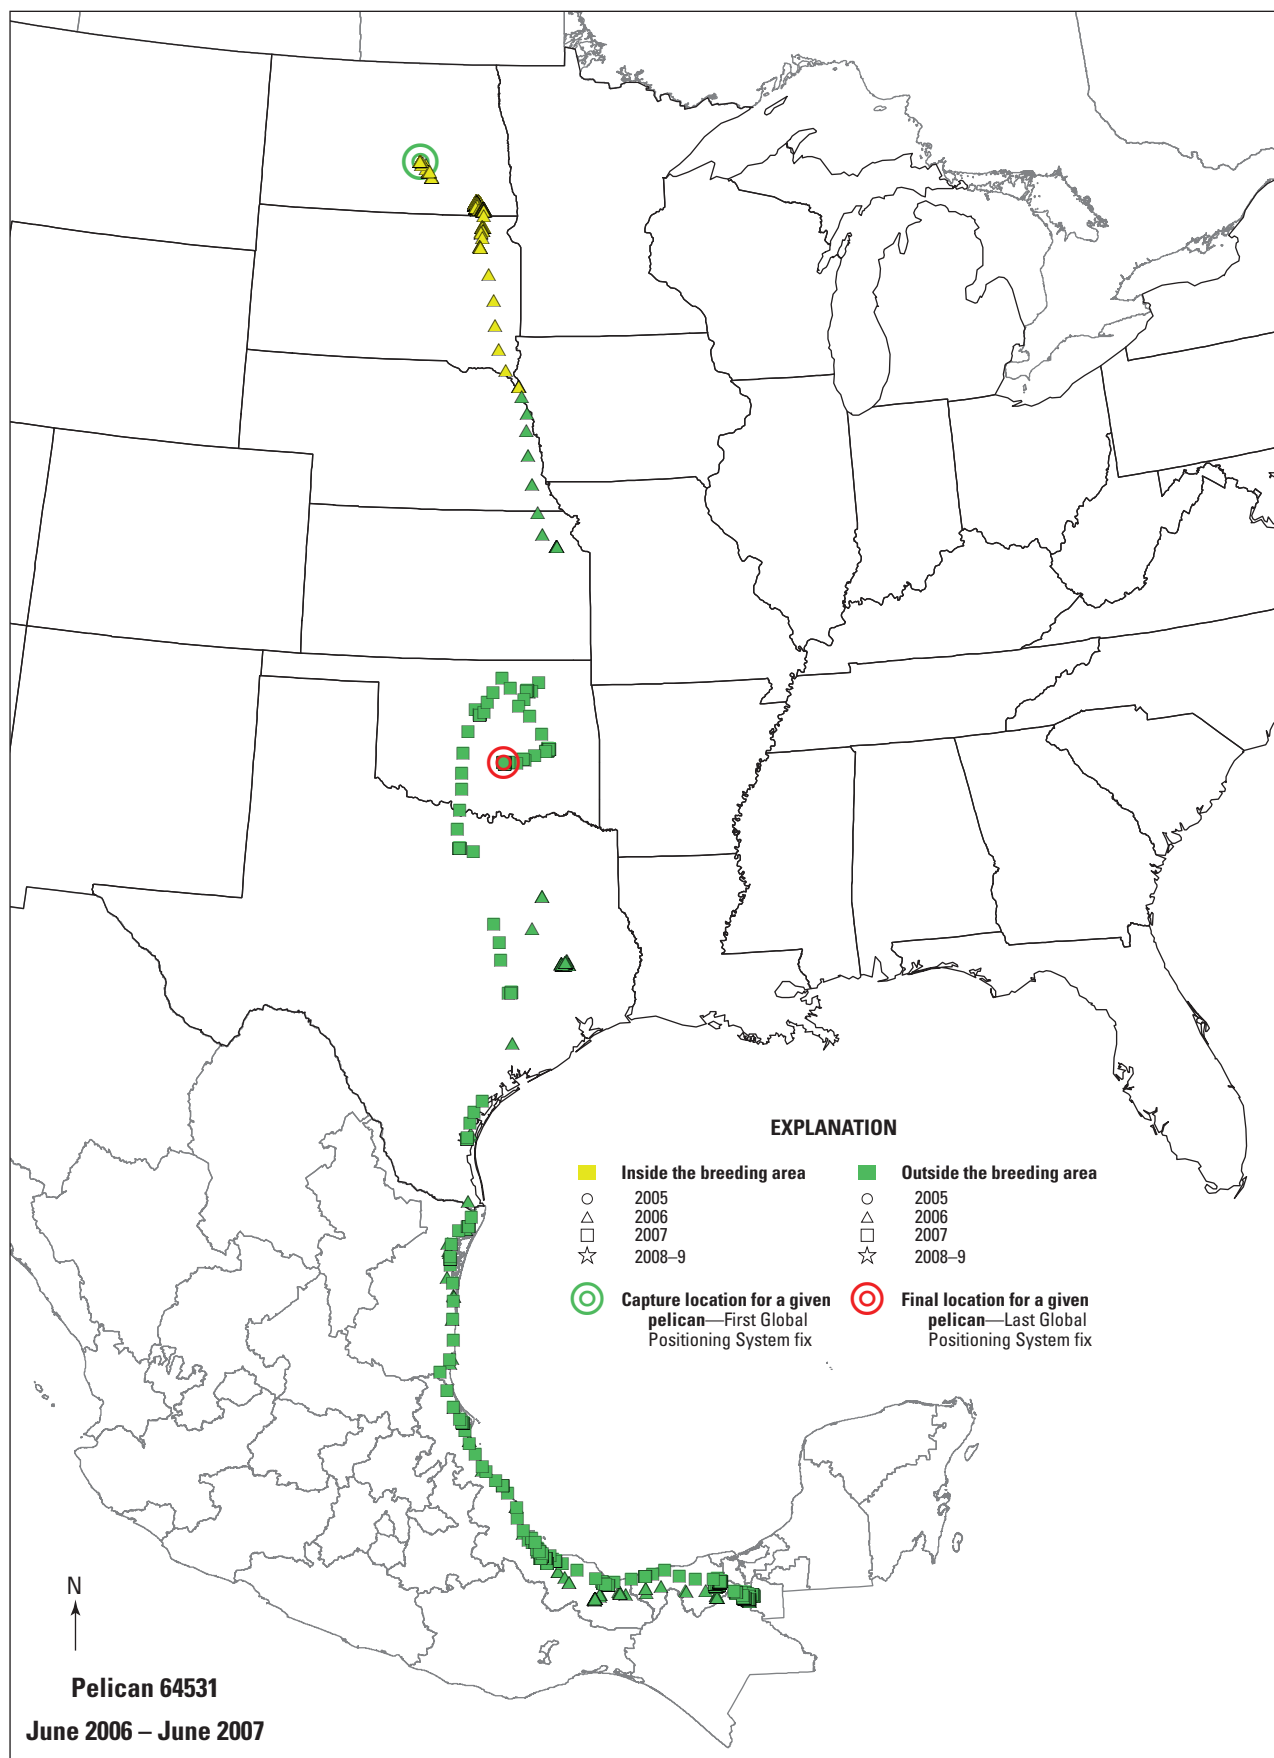 EXPLANATION
Inside the breeding area
2005
2006
2007
2008–9
Capture location for a given
pelican—First Global
Positioning System fix
Outside the breeding area
2005
2006
2007
2008–9
Final location for a given
pelican—Last Global
Positioning System fix
N
Pelican 64531
June 2006 – June 2007